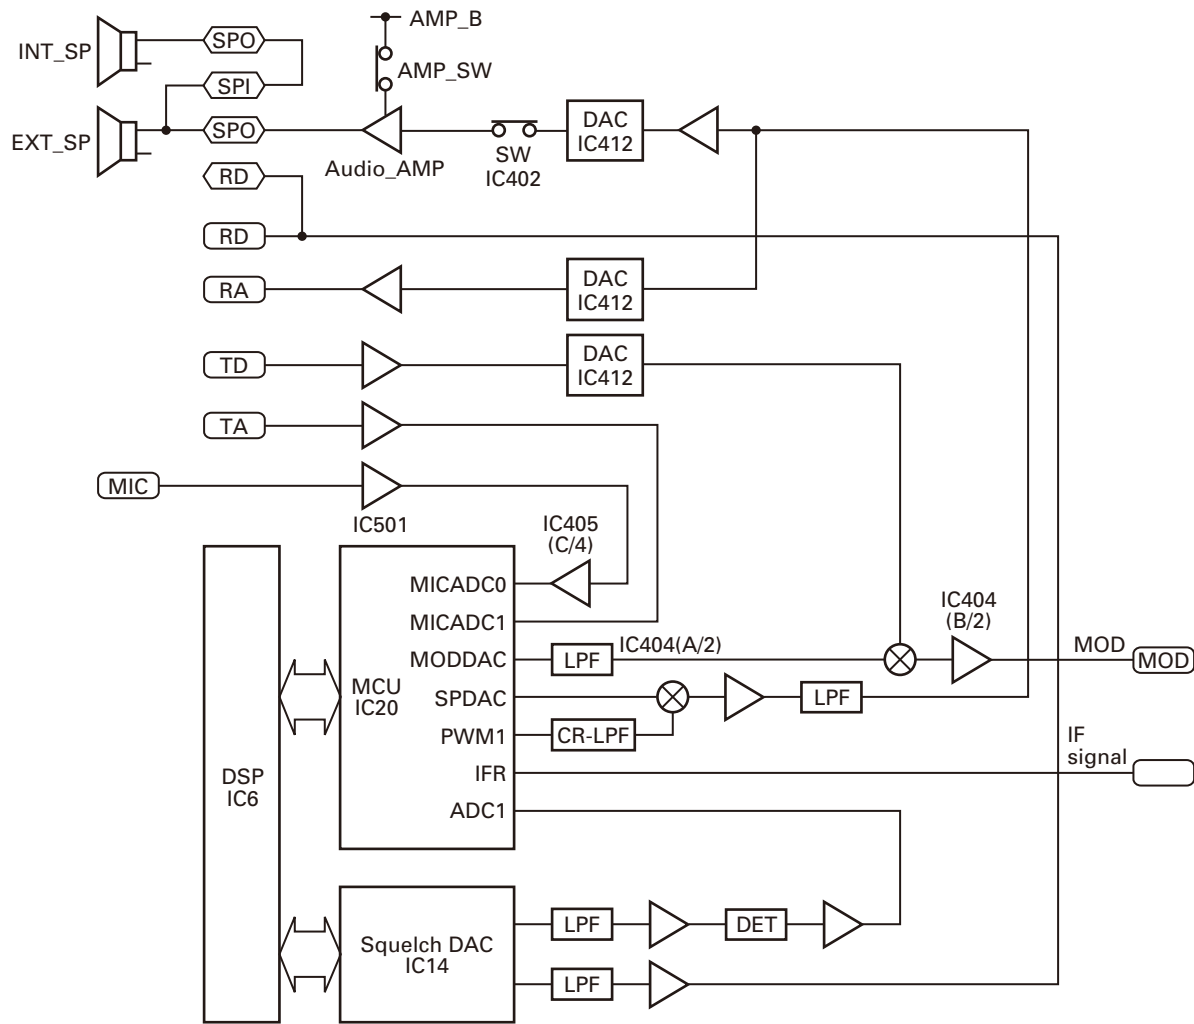 AMP_B
INT_SP
SPO
AMP_SW
SPI
EXT_SP
SPO
DAC
IC412
SW
IC402
Audio_AMP
RD
RD
RA
DAC
IC412
TD
DAC
IC412
TA
MIC
IC501
IC405
(C/4)
MICADC0
MICADC1
MODDAC
SPDAC
PWM1
IFR
ADC1
MCU
IC20
LPF
IC404(A/2)
IC404
(B/2)
MOD
MOD
LPF
CR-LPF
IF
signal
DSP
IC6
Squelch DAC
IC14
LPF
DET
LPF